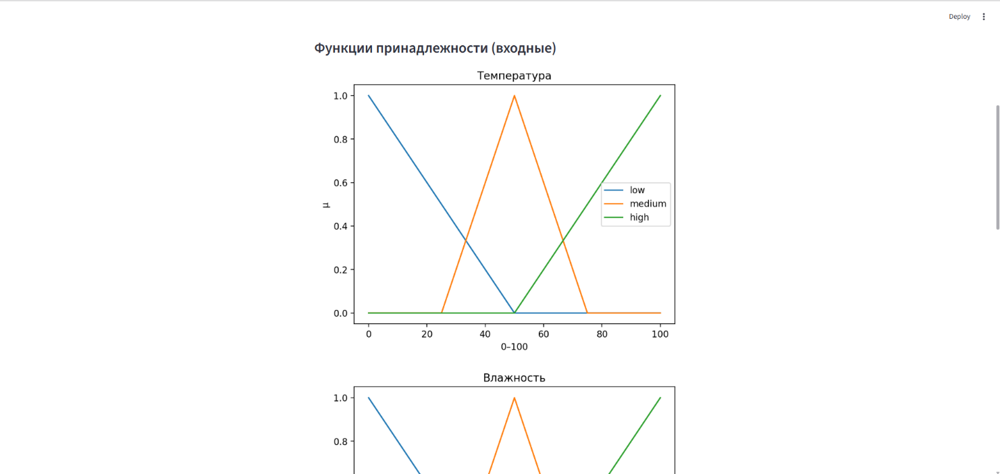 Deploy
Функции принадлежности (входные)
Температура
1.0
0.8
0.6
0.4
0.2
0.0
μ
low
medium
high
0 20 40 60 80 100
0–100
Влажность
1.0
0.8